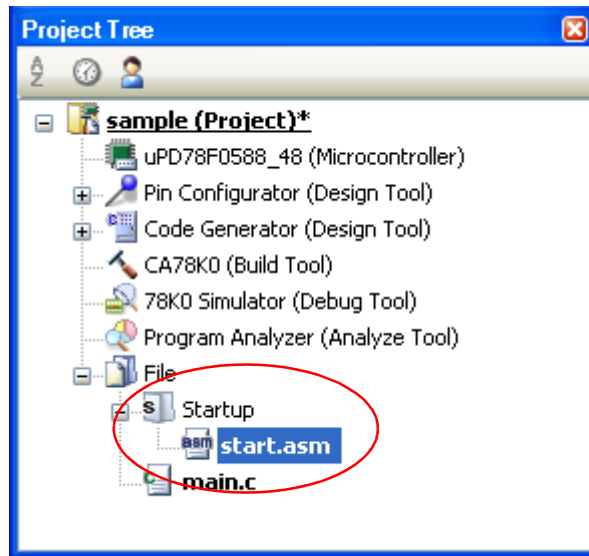 Project Tree
sample (Project)*
uPD78F0588_48 (Microcontroller)
Pin Configurator (Design Tool)
Code Generator (Design Tool)
CA78K0 (Build Tool)
78K0 Simulator (Debug Tool)
Program Analyzer (Analyze Tool)
File
Startup
start.asm
main.c